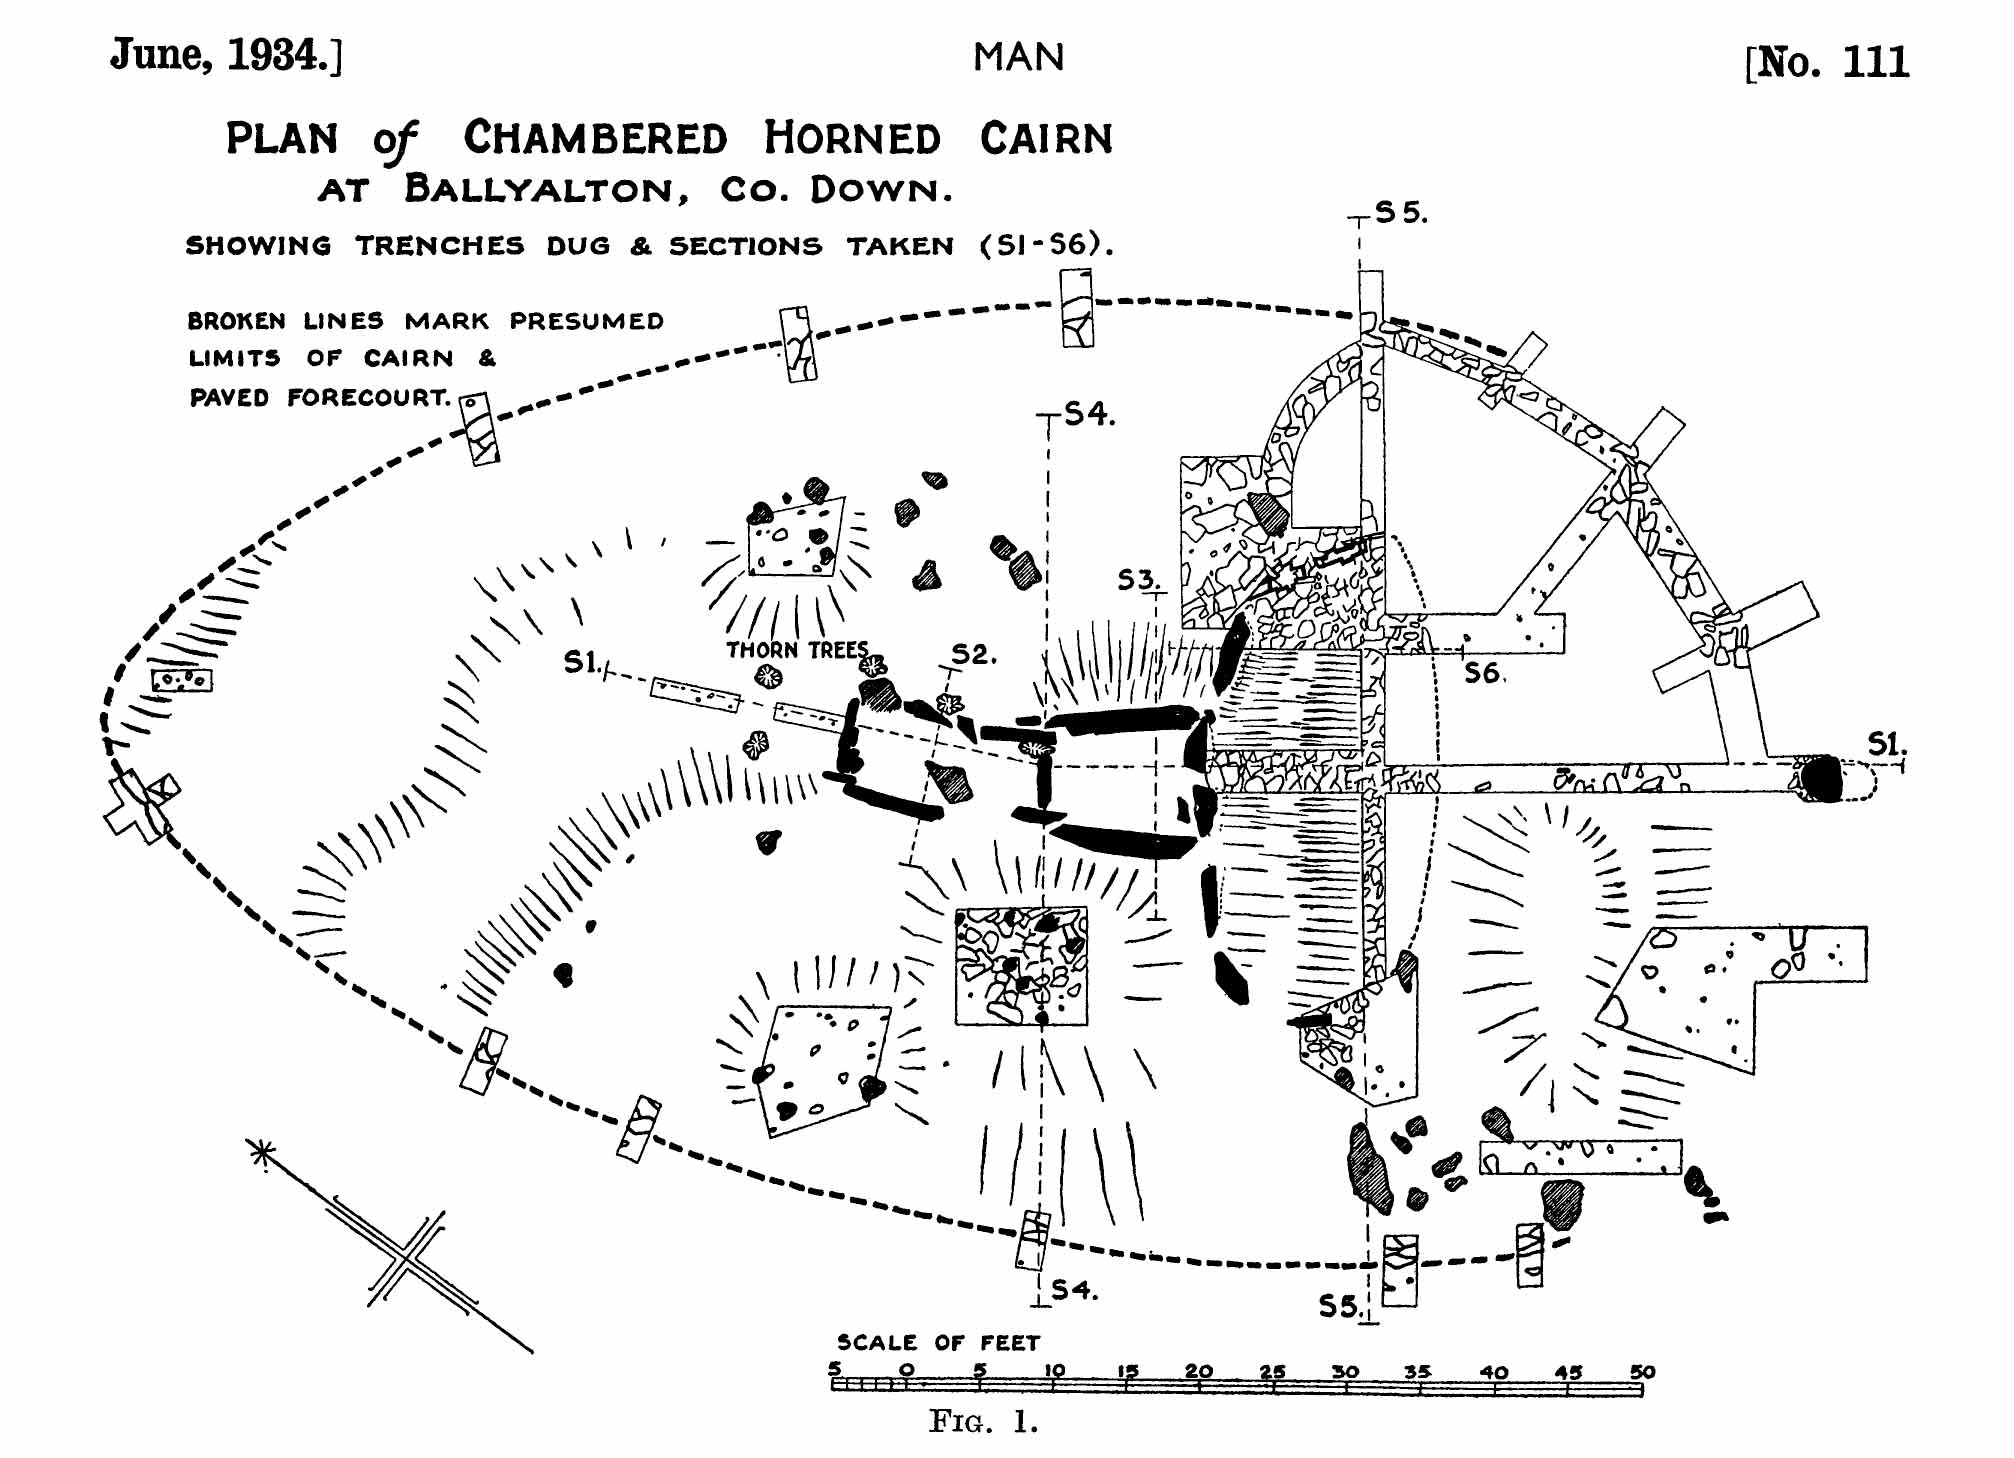 June, 1934.] MAN [No. 111
PLAN of CHAMBERED HORNED CAIRN
AT BALLYALTON, CO. DOWN.
SHOWING TRENCHES DUG & SECTIONS TAKEN (S1-S6).
BROKEN LINES MARK PRESUMED
LIMITS OF CAIRN &
PAVED FORECOURT.
S5.
S4.
S3.
THORN TREES
S1.
S2.
S6.
S1.
S4.
S5.
SCALE OF FEET
5 0 5 10 15 20 25 30 35 40 45 50
FIG. 1.